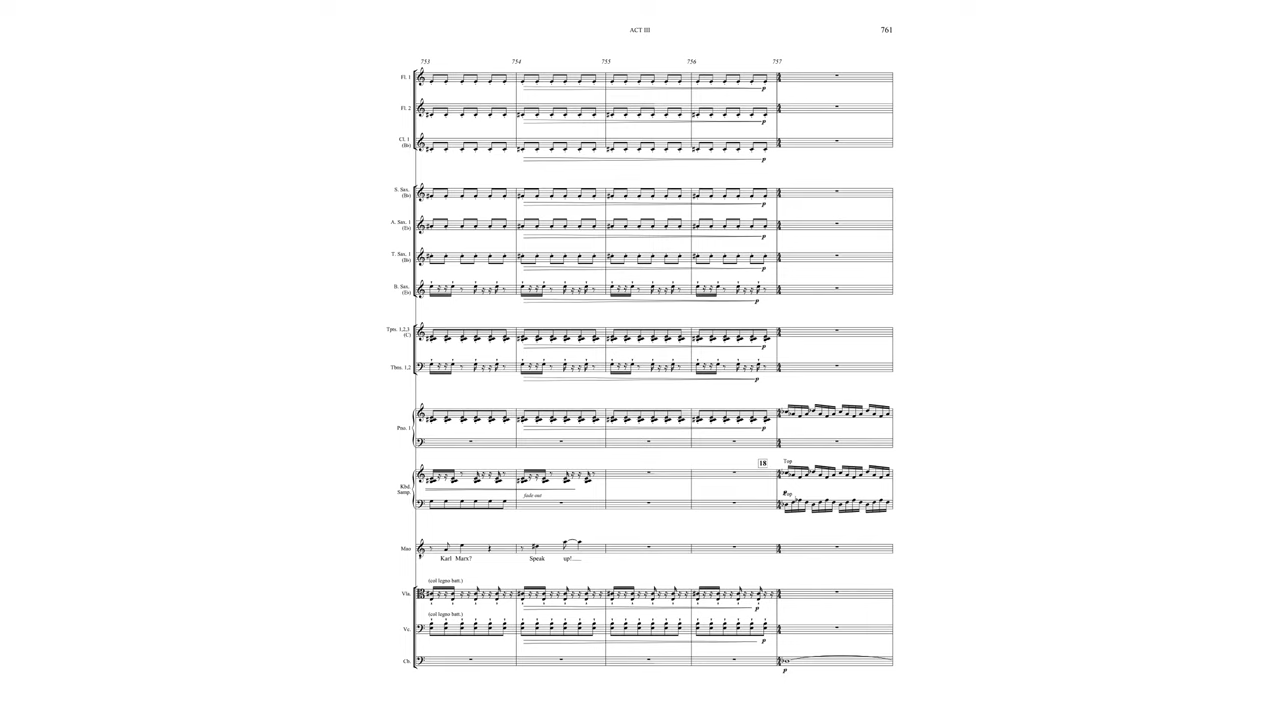 ACT III
761
753 754 755 756 757
Fl. 1
p
Fl. 2
p
Cl. 1
(B♭)
p
S. Sax.
(B♭)
p
A. Sax. 1
(E♭)
p
T. Sax. 1
(B♭)
p
B. Sax.
(E♭)
p
Tpts. 1,2,3
(C)
p
Tbns. 1,2
p
Pno. 1
p
18
Top
Kbd.
Samp.
fade out
Pop
Mao
Karl Marx? Speak up!
(col legno batt.)
Vla.
p
(col legno batt.)
Vc.
p
Cb.
p